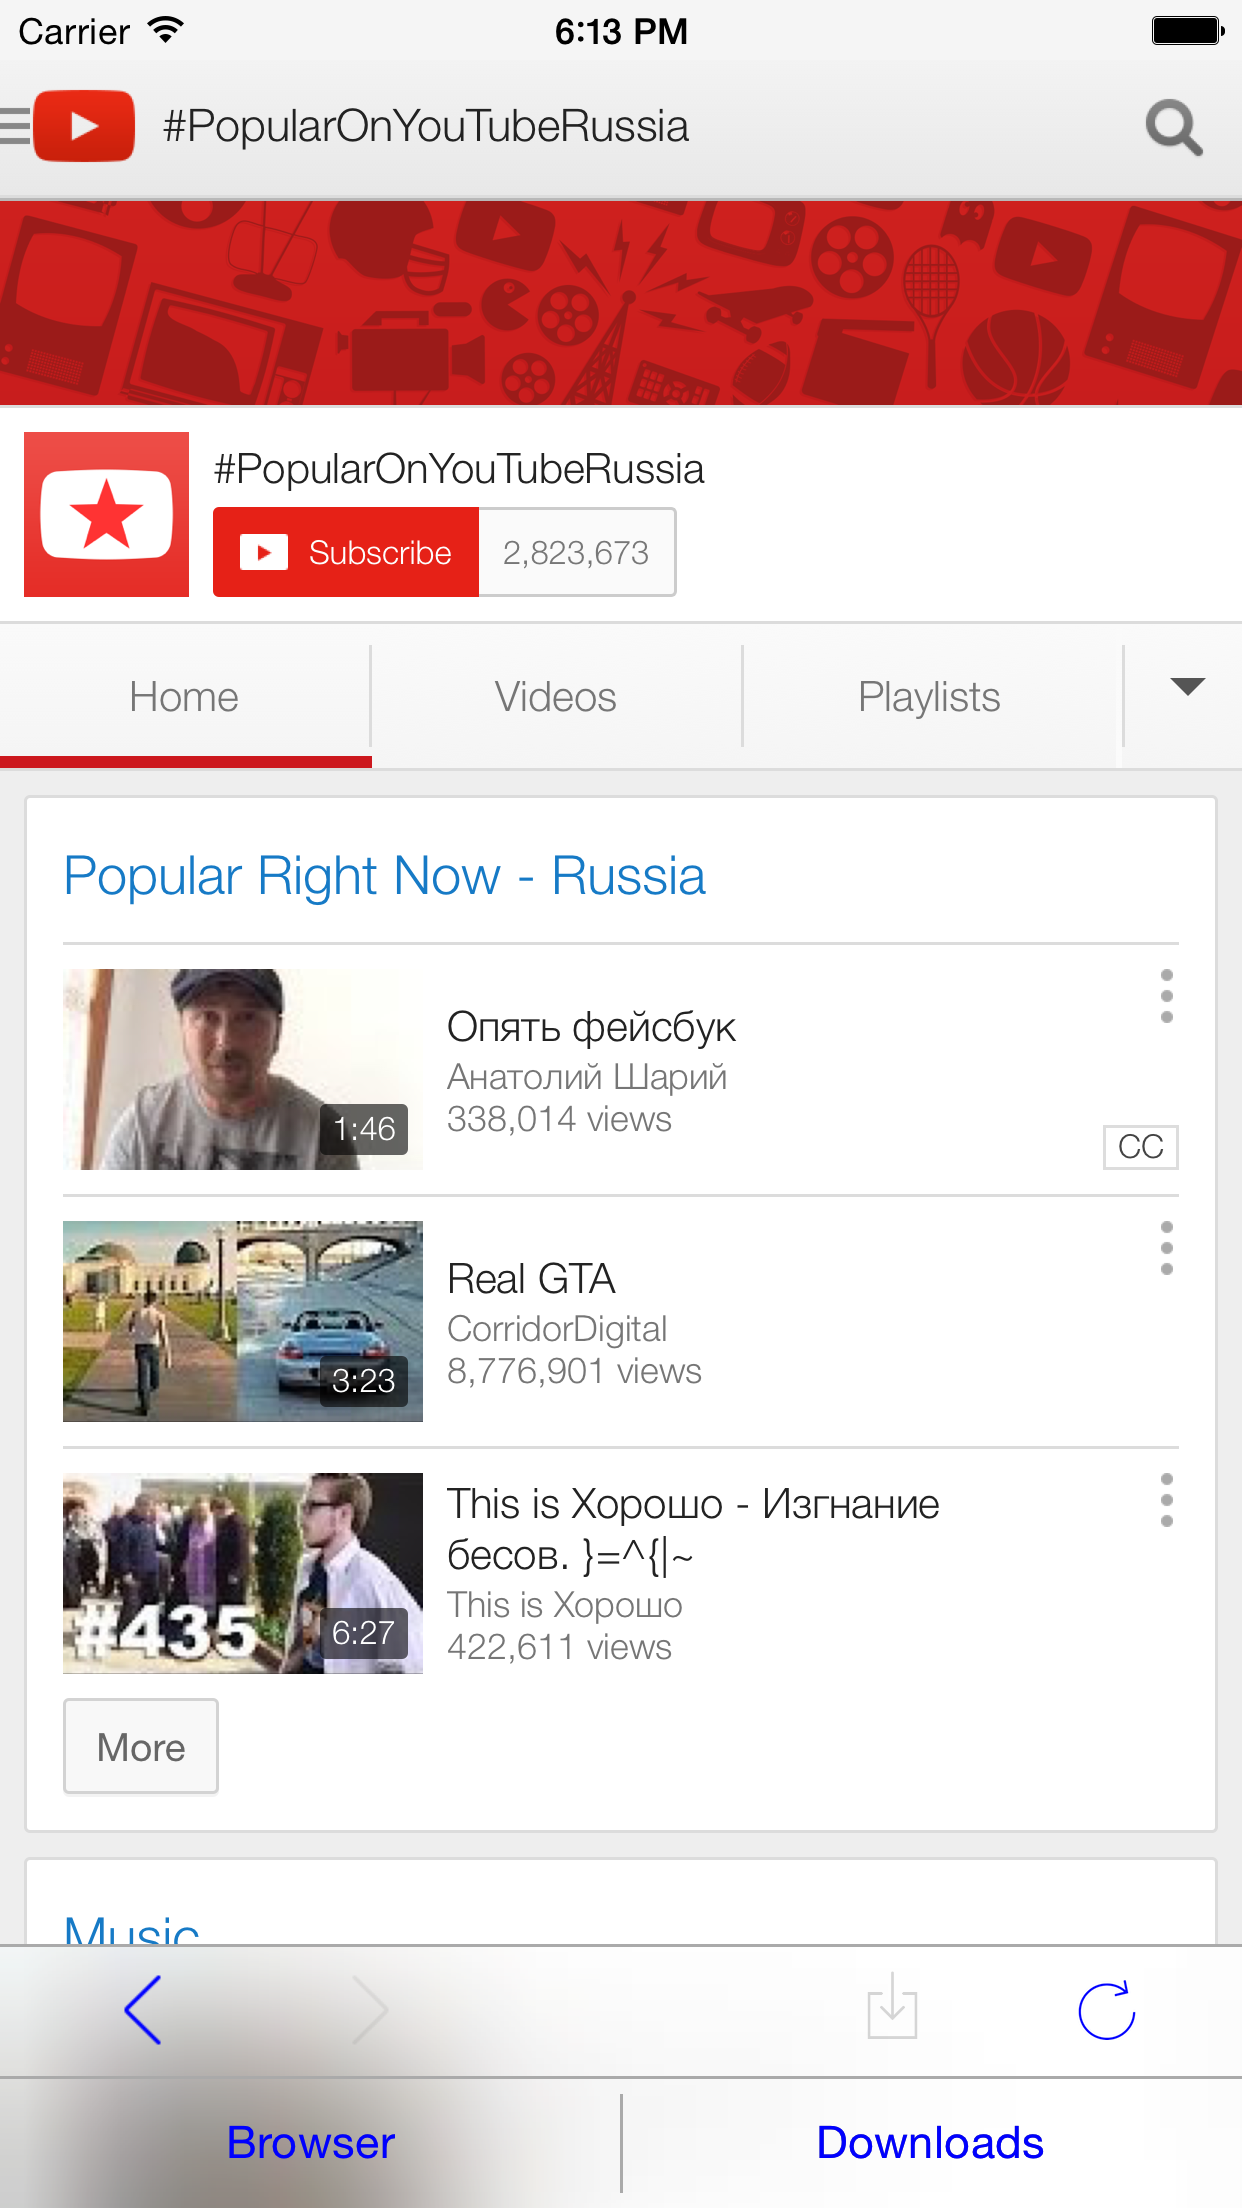 Carrier 6:13 PM
#PopularOnYouTubeRussia
#PopularOnYouTubeRussia
Subscribe 2,823,673
Home Videos Playlists
Popular Right Now - Russia
Опять фейсбук
Анатолий Шарий
338,014 views
1:46
CC
Real GTA
CorridorDigital
8,776,901 views
3:23
This is Хорошо - Изгнание
бесов. }=^{|~
This is Хорошо
422,611 views
#435
6:27
More
Music
Browser Downloads